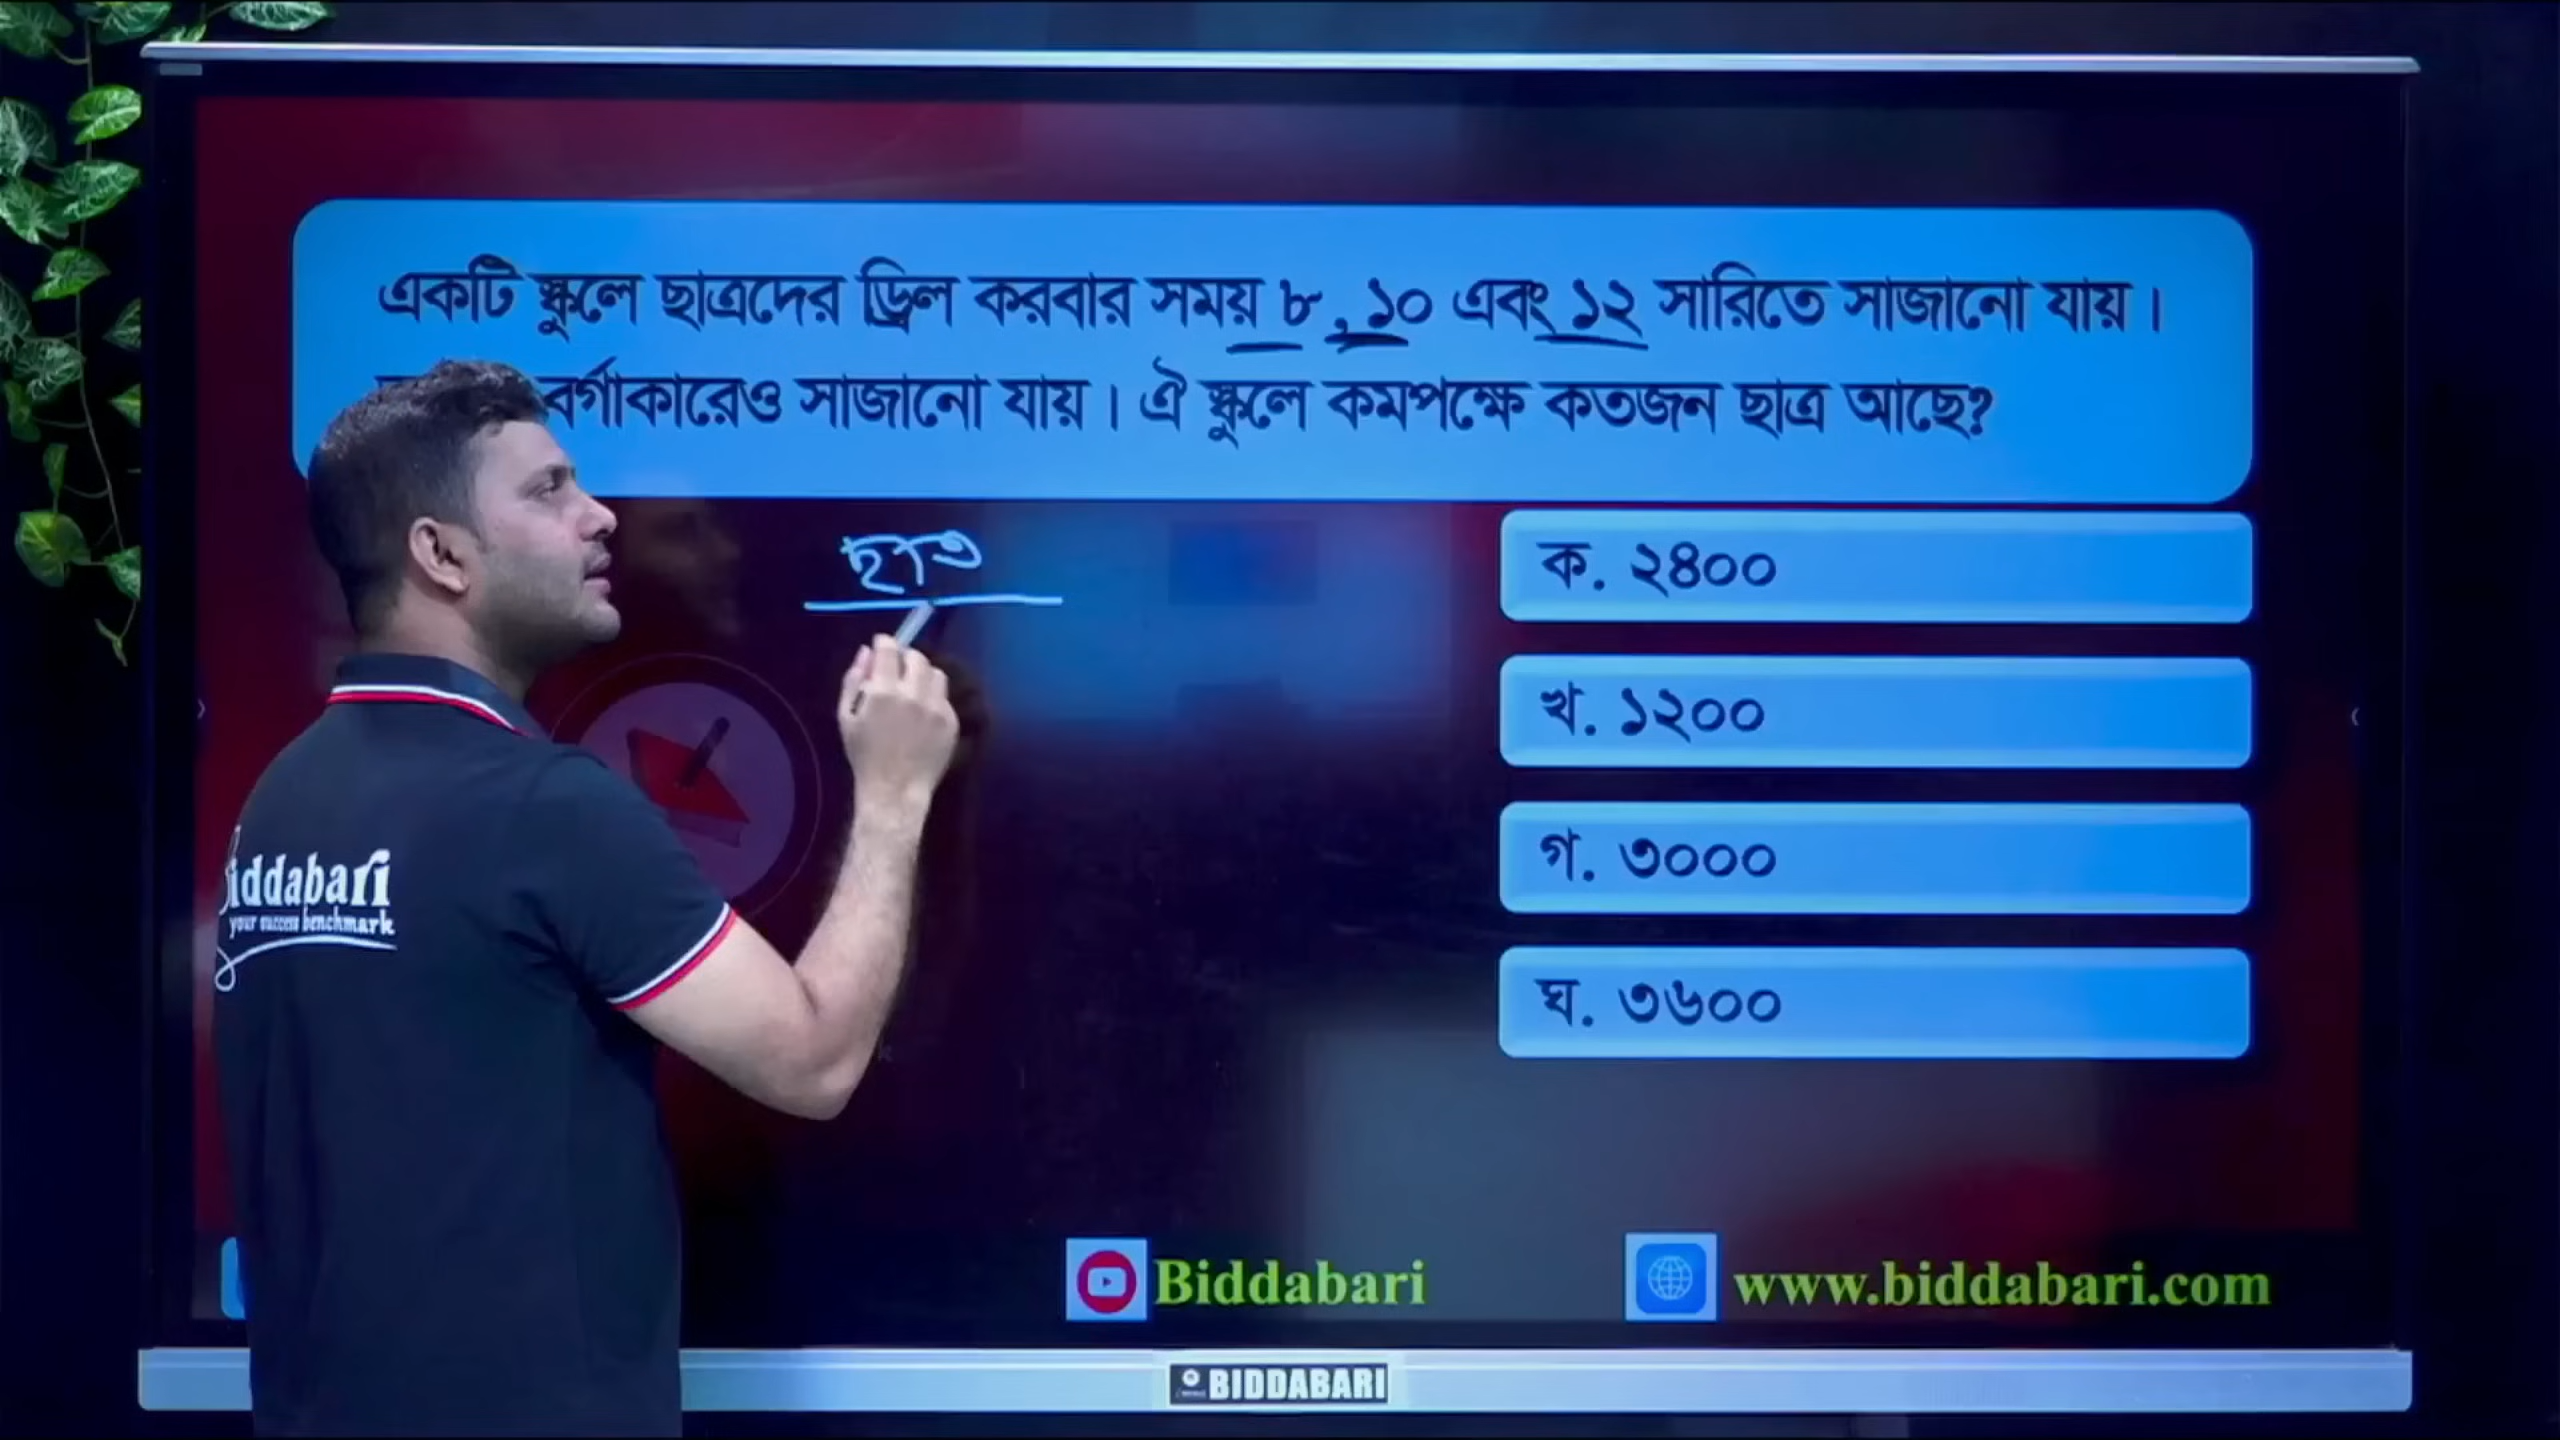 একটি স্কুলে ছাত্রদের ড্রিল করবার সময় ৮, ১০ এবং ১২ সারিতে সাজানো যায়।
বর্গাকারেও সাজানো যায়। ঐ স্কুলে কমপক্ষে কতজন ছাত্র আছে?
ছাত
ক. ২৪০০
খ. ১২০০
গ. ৩০০০
ঘ. ৩৬০০
iddabari
your success benchmark
Biddabari
www.biddabari.com
BIDDABARI